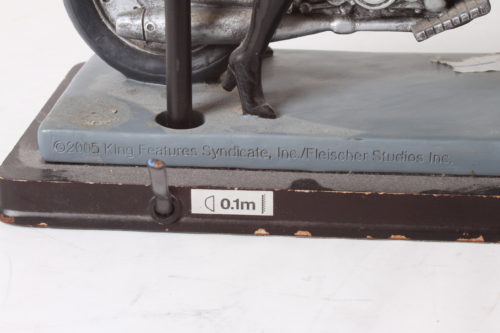 ©2005 King Features Syndicate, Inc./Fleischer Studios Inc.
0.1m